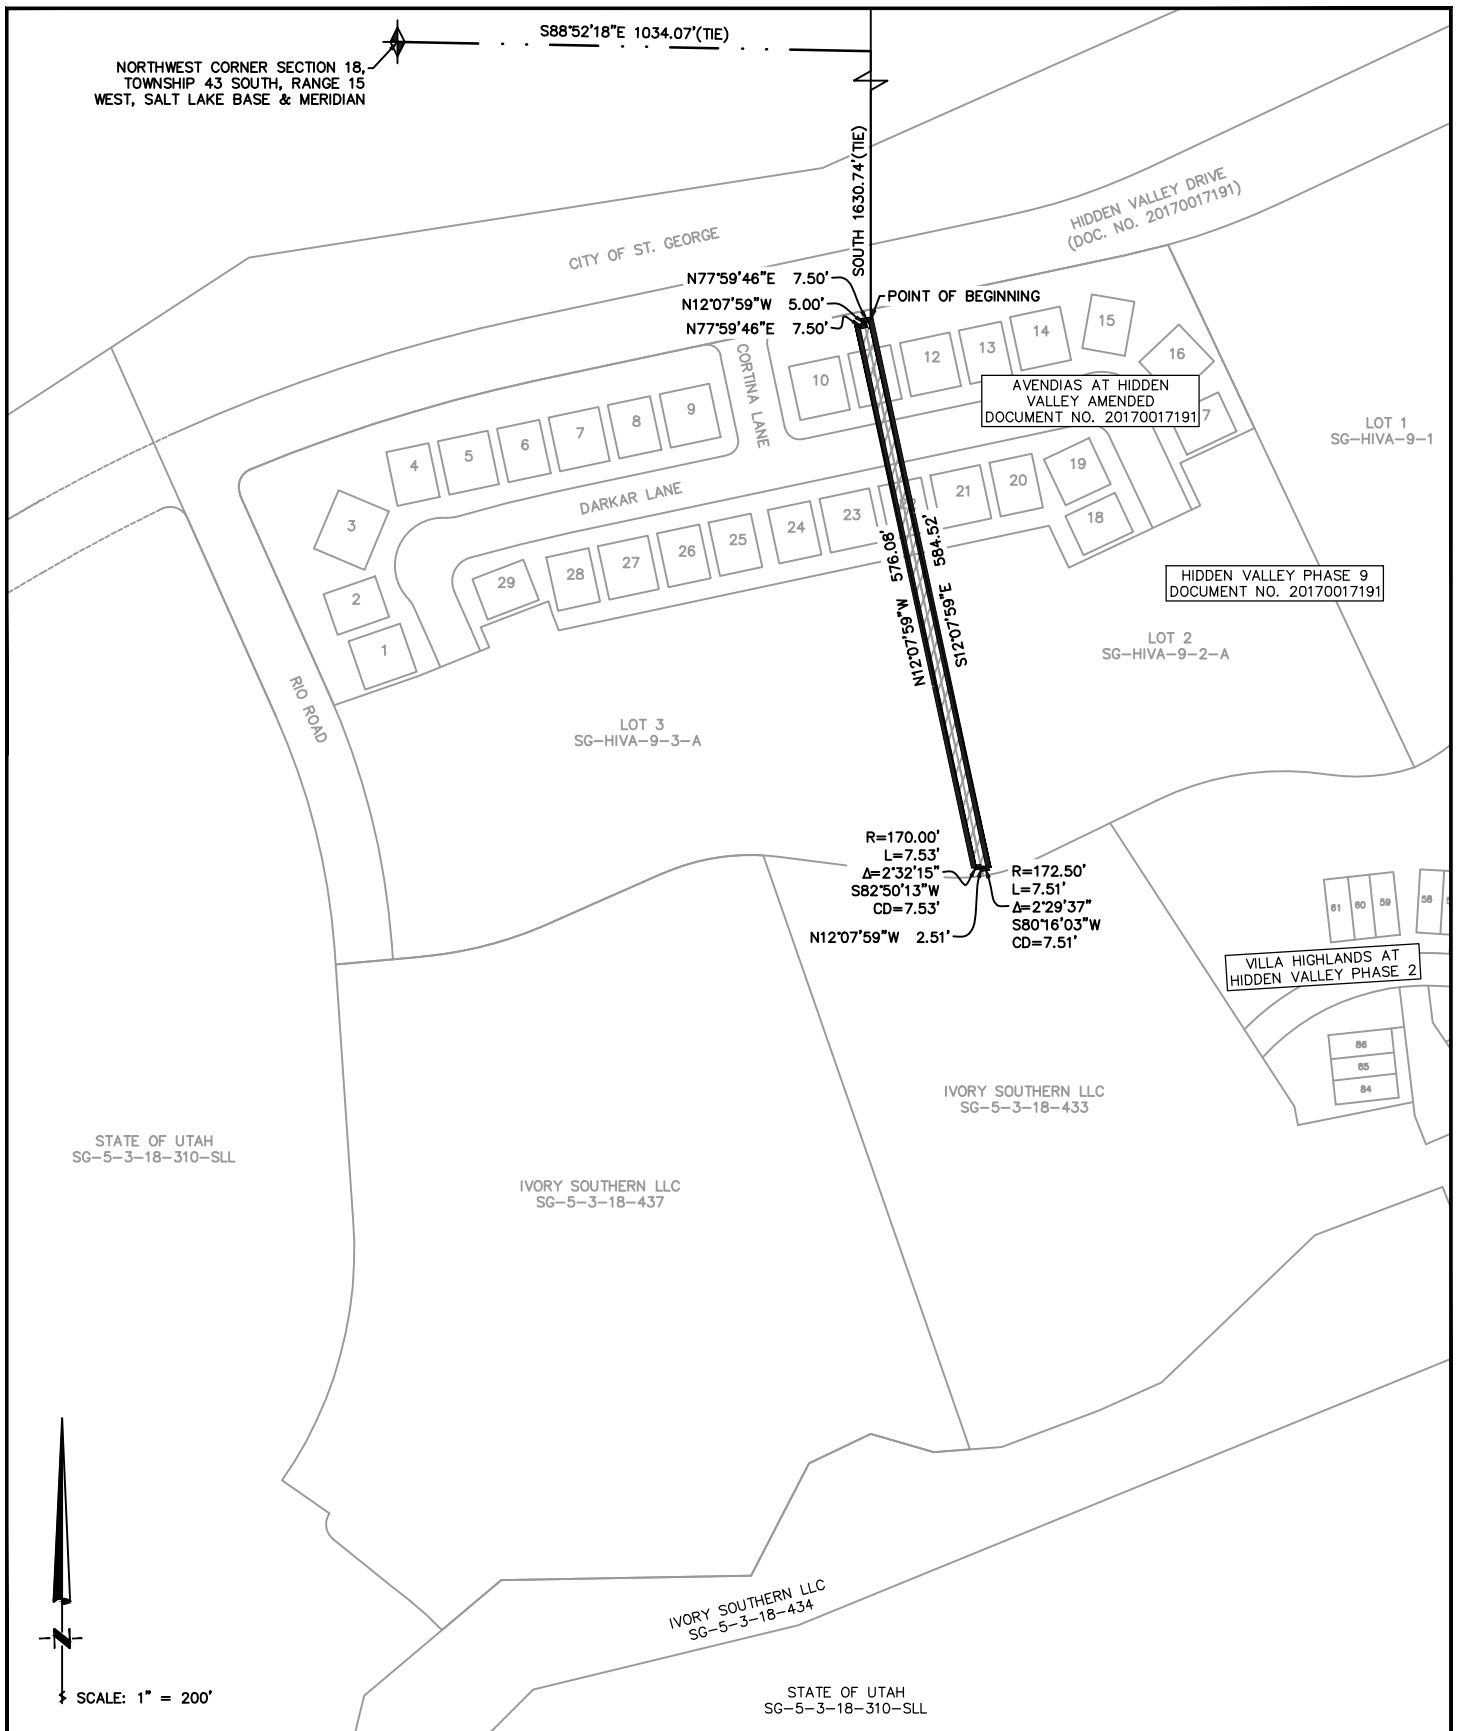 S88°52'18"E 1034.07'(TIE)
NORTHWEST CORNER SECTION 18,
TOWNSHIP 43 SOUTH, RANGE 15
WEST, SALT LAKE BASE & MERIDIAN
SOUTH 1630.74'(TIE)
HIDDEN VALLEY DRIVE
(DOC. NO. 20170017191)
CITY OF ST. GEORGE
N77°59'46"E 7.50'
N12°07'59"W 5.00'
N77°59'46"E 7.50'
POINT OF BEGINNING
CORTINA LANE
10
12
13
14
15
16
7
AVENDIAS AT HIDDEN
VALLEY AMENDED
DOCUMENT NO. 20170017191
LOT 1
SG-HIVA-9-1
3
4
5
6
7
8
9
DARKAR LANE
2
1
29
28
27
26
25
24
23
21
20
19
18
N12°07'59"W 576.08'
S12°07'59"E 584.52'
HIDDEN VALLEY PHASE 9
DOCUMENT NO. 20170017191
LOT 2
SG-HIVA-9-2-A
RIO ROAD
LOT 3
SG-HIVA-9-3-A
R=170.00'
L=7.53'
Δ=2°32'15"
S82°50'13"W
CD=7.53'
N12°07'59"W 2.51'
R=172.50'
L=7.51'
Δ=2°29'37"
S80°16'03"W
CD=7.51'
61
60
59
58
VILLA HIGHLANDS AT
HIDDEN VALLEY PHASE 2
86
85
84
IVORY SOUTHERN LLC
SG-5-3-18-433
STATE OF UTAH
SG-5-3-18-310-SLL
IVORY SOUTHERN LLC
SG-5-3-18-437
IVORY SOUTHERN LLC
SG-5-3-18-434
N
SCALE: 1" = 200'
STATE OF UTAH
SG-5-3-18-310-SLL